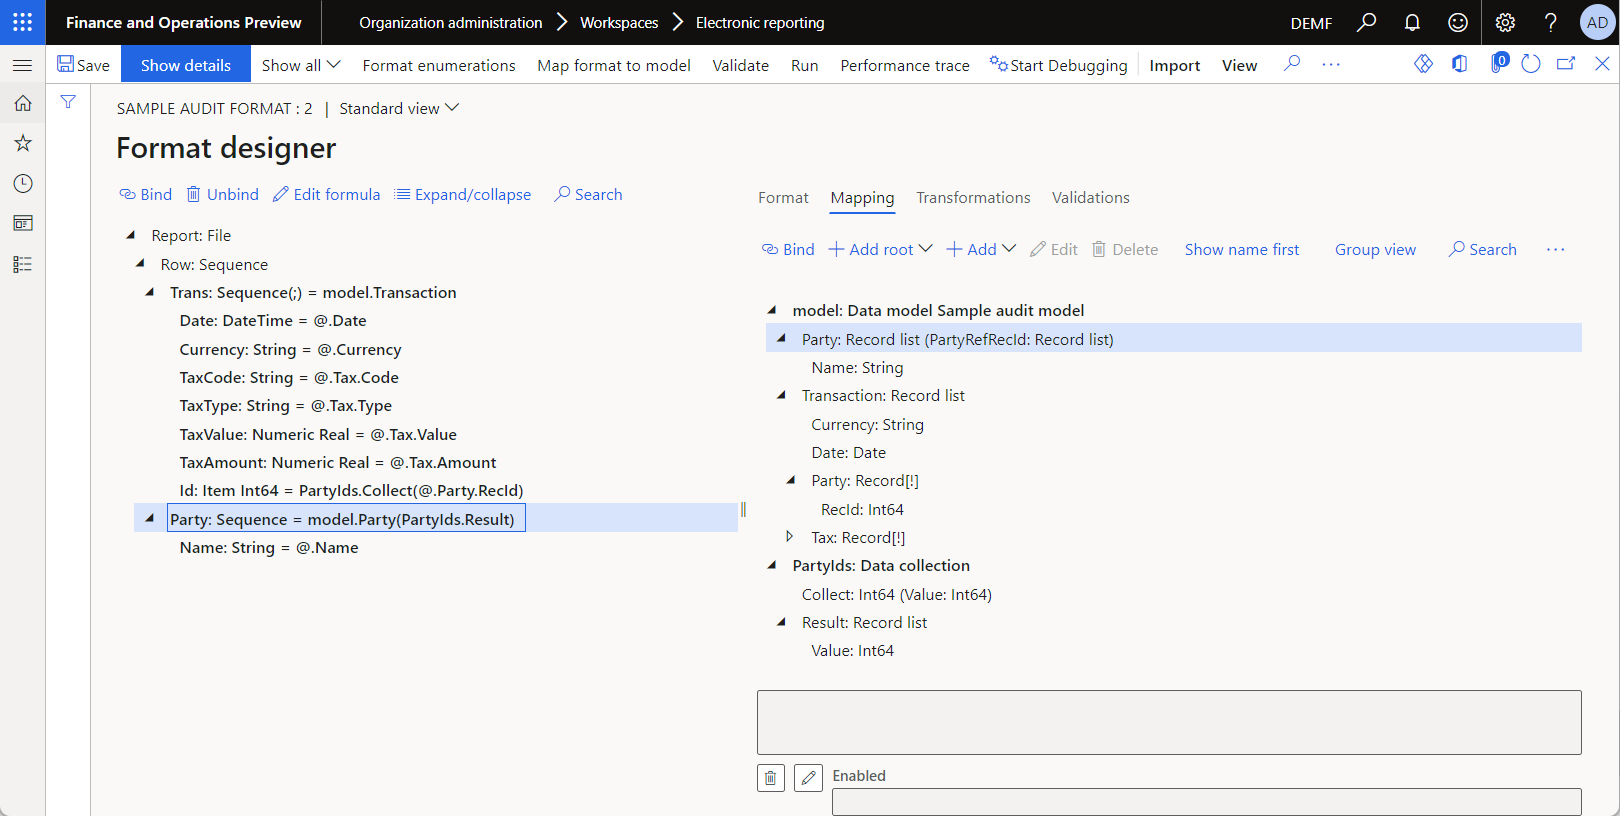 Finance and Operations Preview
Organization administration
Workspaces
Electronic reporting
DEMF
AD
Save
Show details
Show all
Format enumerations
Map format to model
Validate
Run
Performance trace
Start Debugging
Import
View
0
SAMPLE AUDIT FORMAT : 2 | Standard view
Format designer
Bind
Unbind
Edit formula
Expand/collapse
Search
Report: File
Row: Sequence
Trans: Sequence(;) = model.Transaction
Date: DateTime = @.Date
Currency: String = @.Currency
TaxCode: String = @.Tax.Code
TaxType: String = @.Tax.Type
TaxValue: Numeric Real = @.Tax.Value
TaxAmount: Numeric Real = @.Tax.Amount
Id: Item Int64 = PartyIds.Collect(@.Party.RecId)
Party: Sequence = model.Party(PartyIds.Result)
Name: String = @.Name
Format
Mapping
Transformations
Validations
Bind
Add root
Add
Edit
Delete
Show name first
Group view
Search
model: Data model Sample audit model
Party: Record list (PartyRefRecId: Record list)
Name: String
Transaction: Record list
Currency: String
Date: Date
Party: Record[!]
RecId: Int64
Tax: Record[!]
PartyIds: Data collection
Collect: Int64 (Value: Int64)
Result: Record list
Value: Int64
Enabled